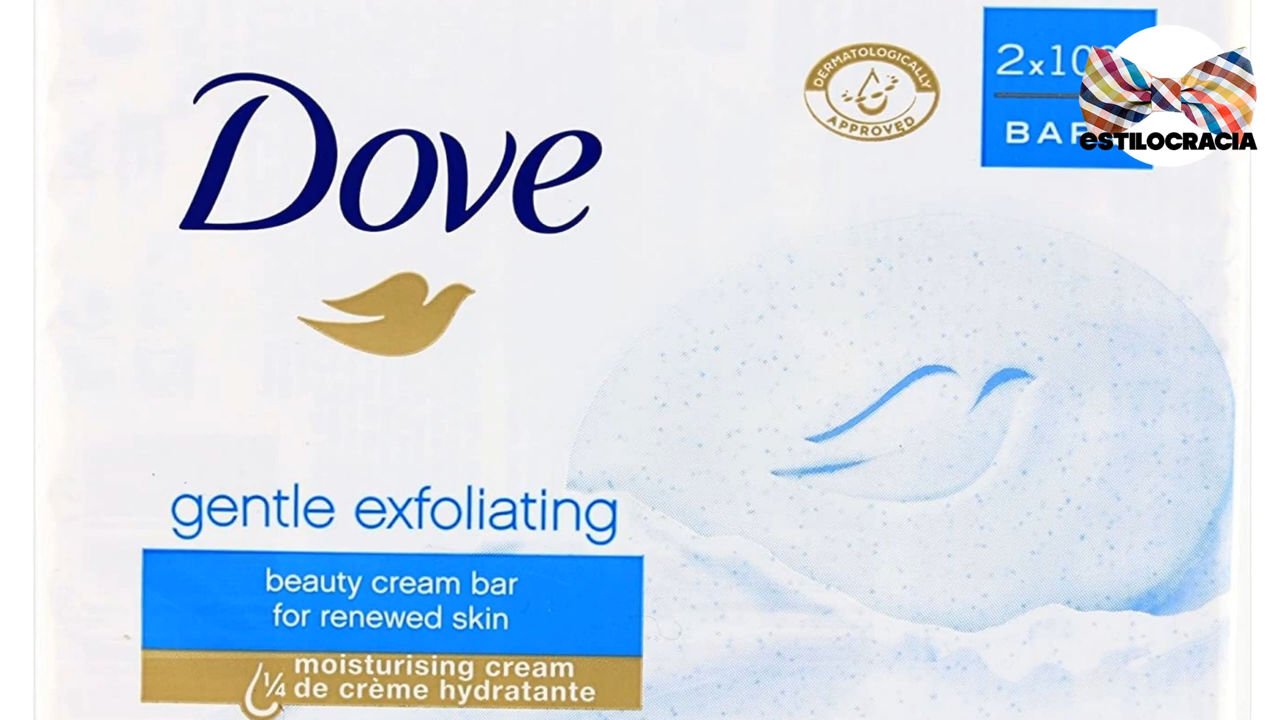 Dove
DERMATOLOGICALLY
APPROVED
2x10
ESTILOCRACIA
gentle exfoliating
beauty cream bar
for renewed skin
¼
moisturising cream
de crème hydratante